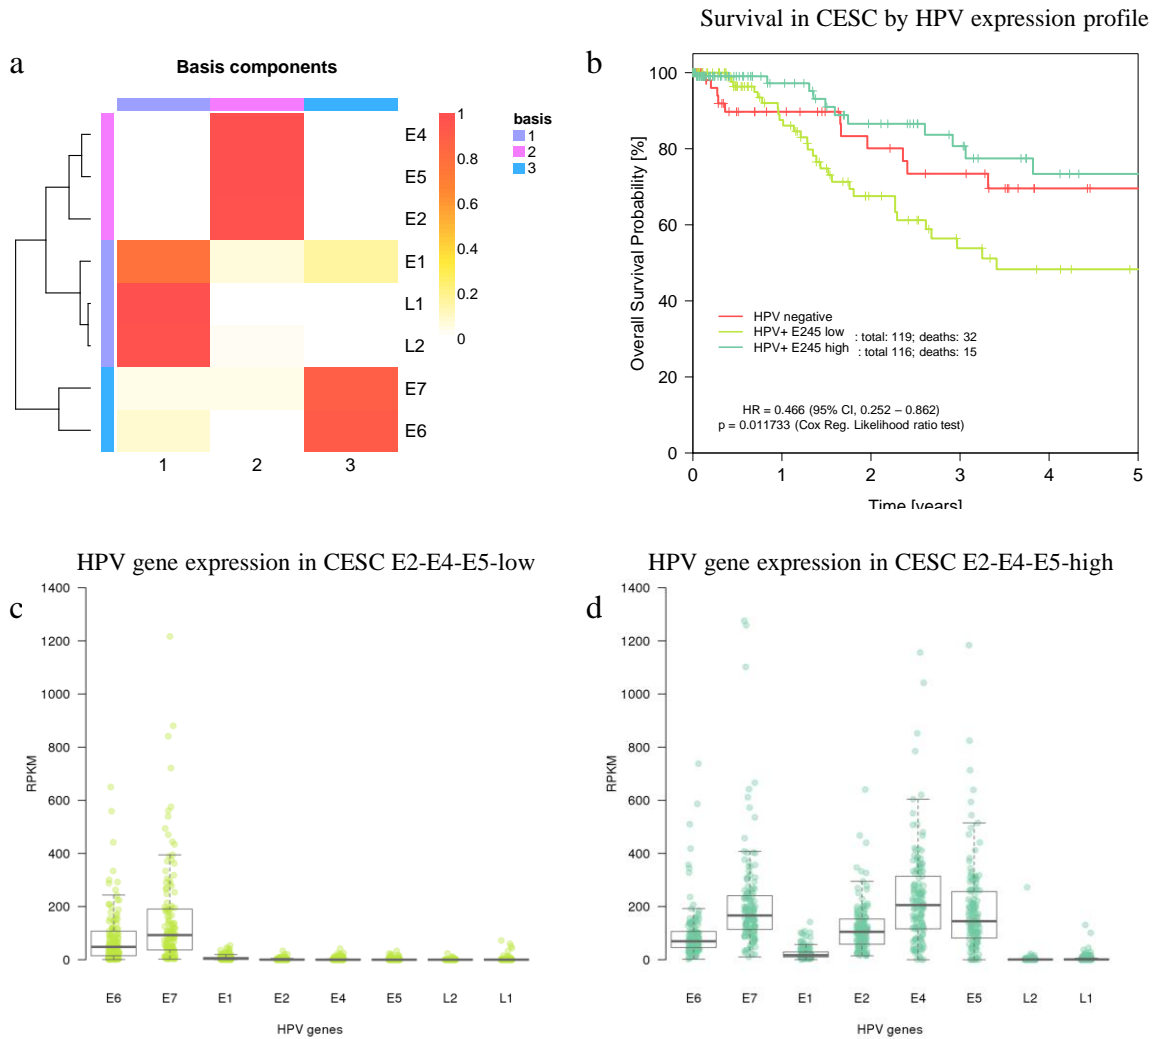 Survival in CESC by HPV expression profile
a
Basis components
1
0.8
0.6
0.4
0.2
0
basis
1
2
3
E4
E5
E2
E1
L1
L2
E7
E6
1 2 3
b
Overall Survival Probability [%]
100
80
60
40
20
0
HPV negative
HPV+ E245 low : total: 119; deaths: 32
HPV+ E245 high : total 116; deaths: 15
HR = 0.466 (95% CI, 0.252 – 0.862)
p = 0.011733 (Cox Reg. Likelihood ratio test)
0 1 2 3 4 5
Time [years]
HPV gene expression in CESC E2-E4-E5-low
c
RPKM
1400
1200
1000
800
600
400
200
0
E6 E7 E1 E2 E4 E5 L2 L1
HPV genes
HPV gene expression in CESC E2-E4-E5-high
d
RPKM
1400
1200
1000
800
600
400
200
0
E6 E7 E1 E2 E4 E5 L2 L1
HPV genes